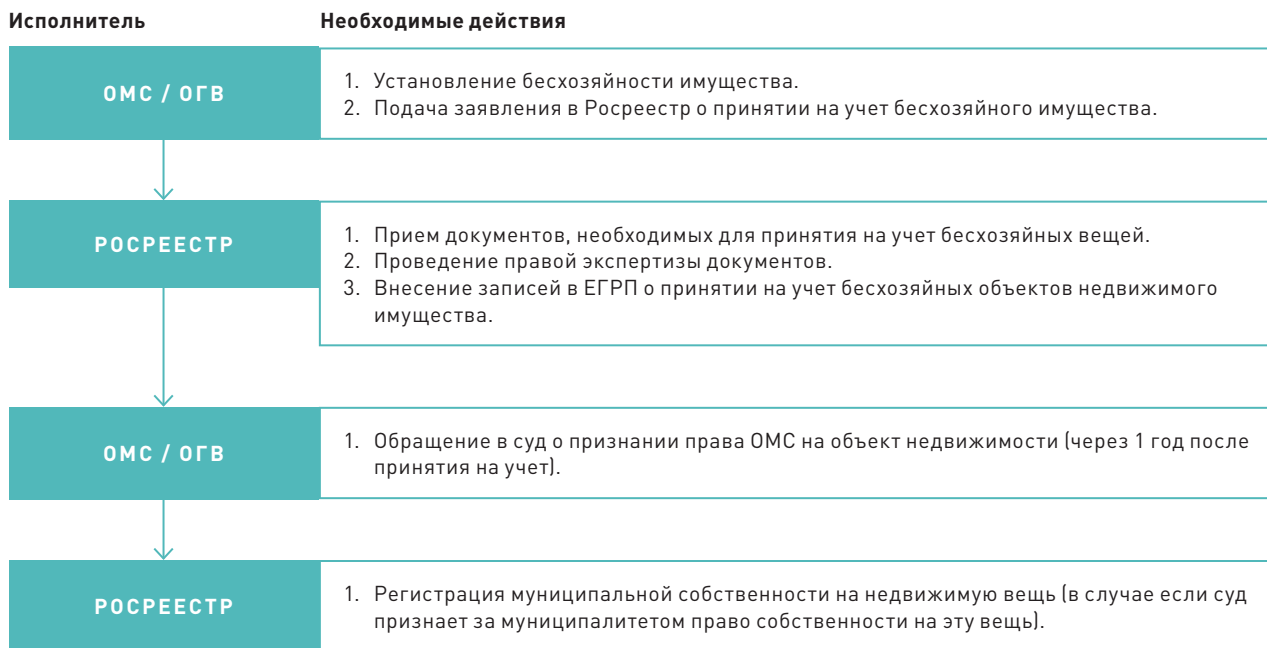 Исполнитель
Необходимые действия
ОМС / ОГВ
1. Установление бесхозяйности имущества.
2. Подача заявления в Росреестр о принятии на учет бесхозяйного имущества.
РОСРЕЕСТР
1. Прием документов, необходимых для принятия на учет бесхозяйных вещей.
2. Проведение правой экспертизы документов.
3. Внесение записей в ЕГРП о принятии на учет бесхозяйных объектов недвижимого
имущества.
ОМС / ОГВ
1. Обращение в суд о признании права ОМС на объект недвижимости (через 1 год после
принятия на учет).
РОСРЕЕСТР
1. Регистрация муниципальной собственности на недвижимую вещь (в случае если суд
признает за муниципалитетом право собственности на эту вещь).